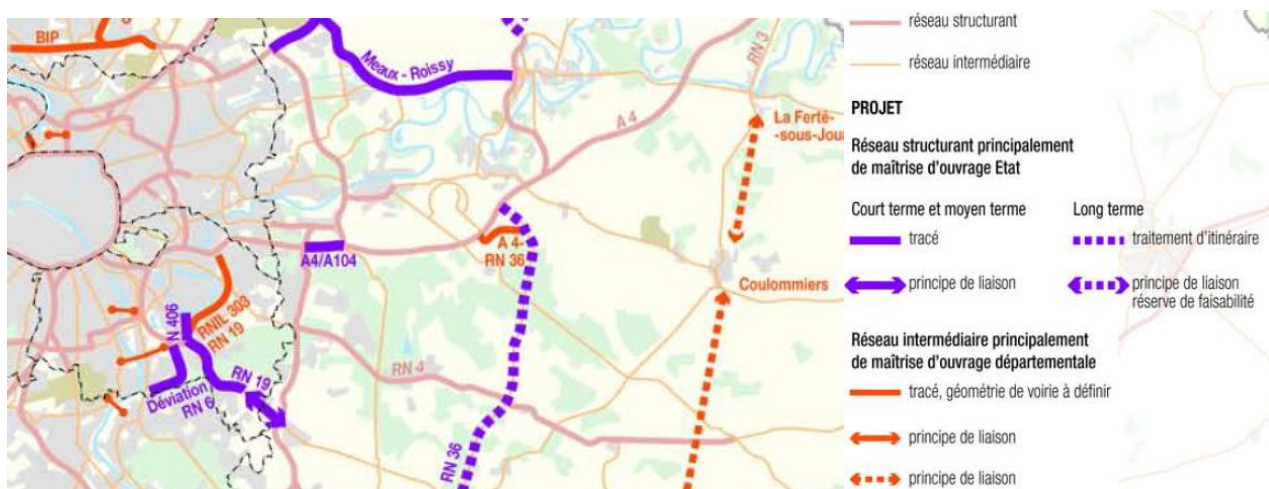 BIP
Meaux - Roissy
RN 3
A 4
La Ferté-
-sous-Jou
A4/A104
A 4-
RN 36
Coulommiers
N 406
RNIL 303
RN 19
RN 4
RN 19
Déviation
RN 6
RN 36
réseau structurant
réseau intermédiaire
PROJET
Réseau structurant principalement
de maîtrise d'ouvrage Etat
Court terme et moyen terme
Long terme
tracé
traitement d'itinéraire
principe de liaison
principe de liaison
réserve de faisabilité
Réseau intermédiaire principalement
de maîtrise d'ouvrage départementale
tracé, géométrie de voirie à définir
principe de liaison
principe de liaison